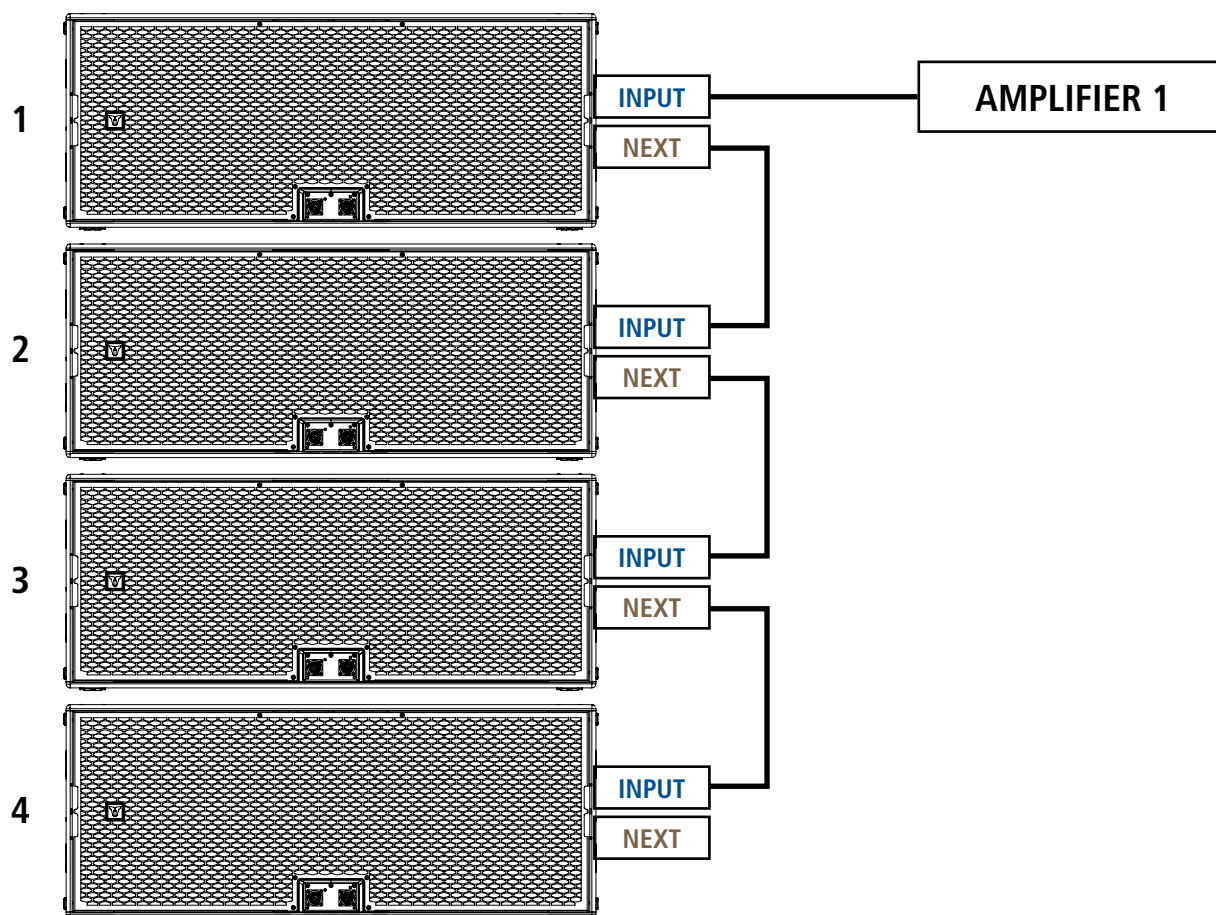 1
INPUT
AMPLIFIER 1
NEXT
2
INPUT
NEXT
3
INPUT
NEXT
4
INPUT
NEXT